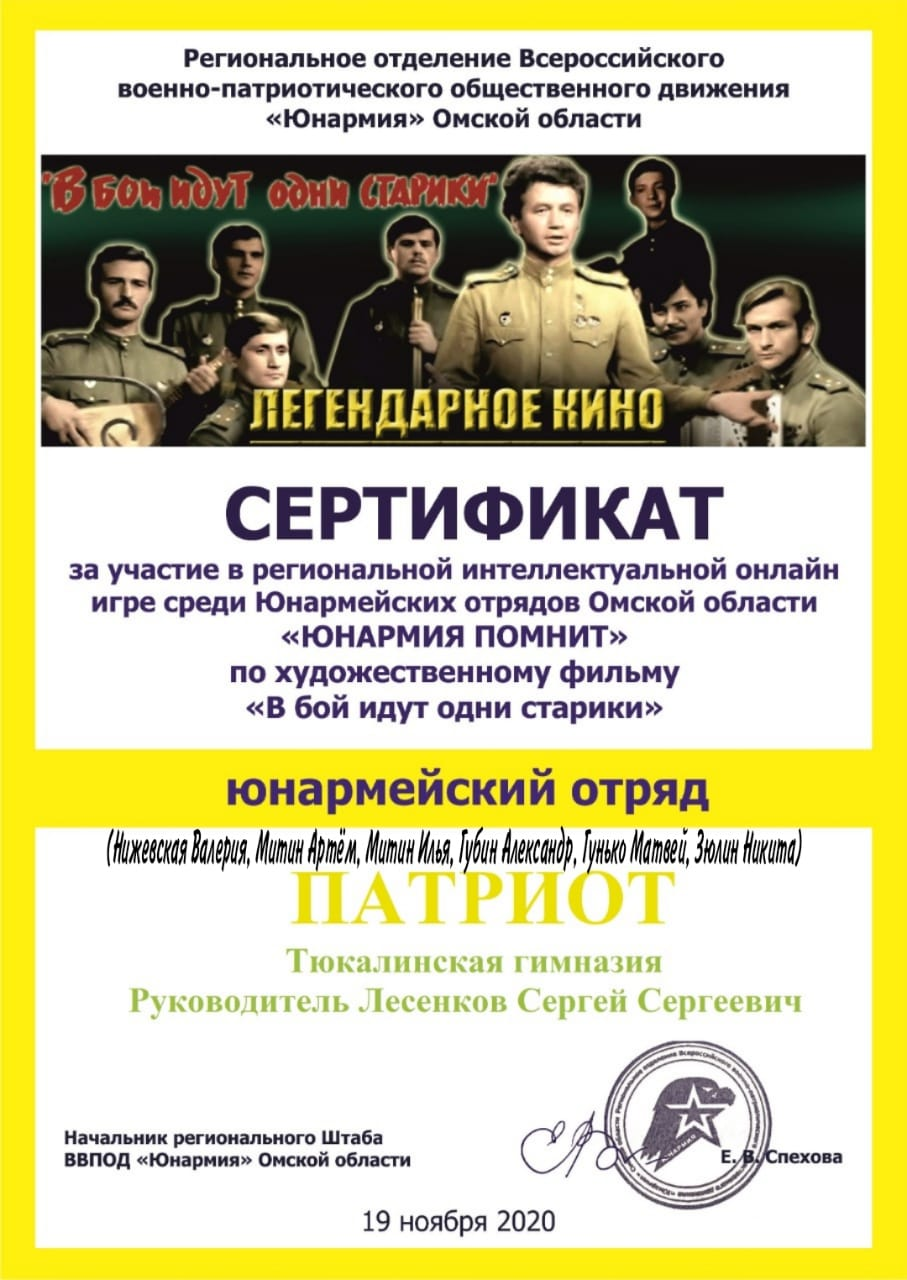 Региональное отделение Всероссийского
военно-патриотического общественного движения
«Юнармия» Омской области
"В БОЙ ИДУТ ОДНИ СТАРИКИ"
ЛЕГЕНДАРНОЕ КИНО
СЕРТИФИКАТ
за участие в региональной интеллектуальной онлайн
игре среди Юнармейских отрядов Омской области
«ЮНАРМИЯ ПОМНИТ»
по художественному фильму
«В бой идут одни старики»
юнармейский отряд
(Нижевская Валерия, Митин Артём, Митин Илья, Губин Александр, Гунько Матвей, Зюлин Никита)
ПАТРИОТ
Тюкалинская гимназия
Руководитель Лесенков Сергей Сергеевич
Начальник регионального Штаба
ВВПОД «Юнармия» Омской области
Е. В. Спехова
19 ноября 2020